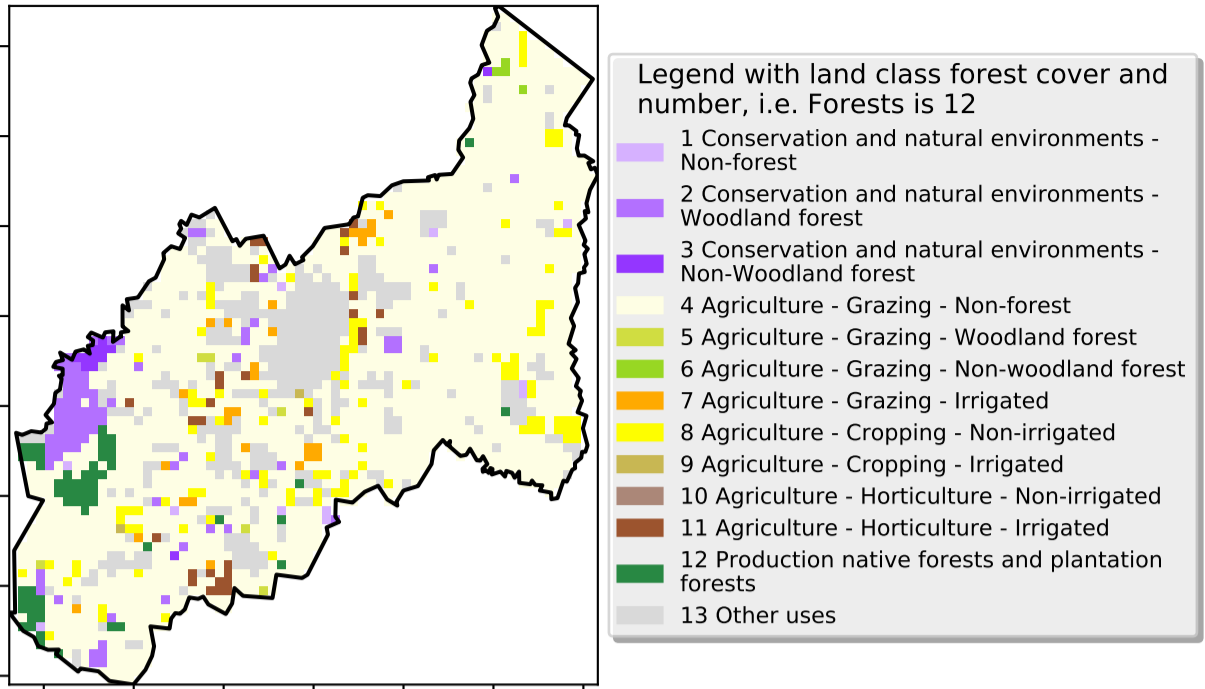 Legend with land class forest cover and
number, i.e. Forests is 12
1 Conservation and natural environments -
Non-forest
2 Conservation and natural environments -
Woodland forest
3 Conservation and natural environments -
Non-Woodland forest
4 Agriculture - Grazing - Non-forest
5 Agriculture - Grazing - Woodland forest
6 Agriculture - Grazing - Non-woodland forest
7 Agriculture - Grazing - Irrigated
8 Agriculture - Cropping - Non-irrigated
9 Agriculture - Cropping - Irrigated
10 Agriculture - Horticulture - Non-irrigated
11 Agriculture - Horticulture - Irrigated
12 Production native forests and plantation
forests
13 Other uses